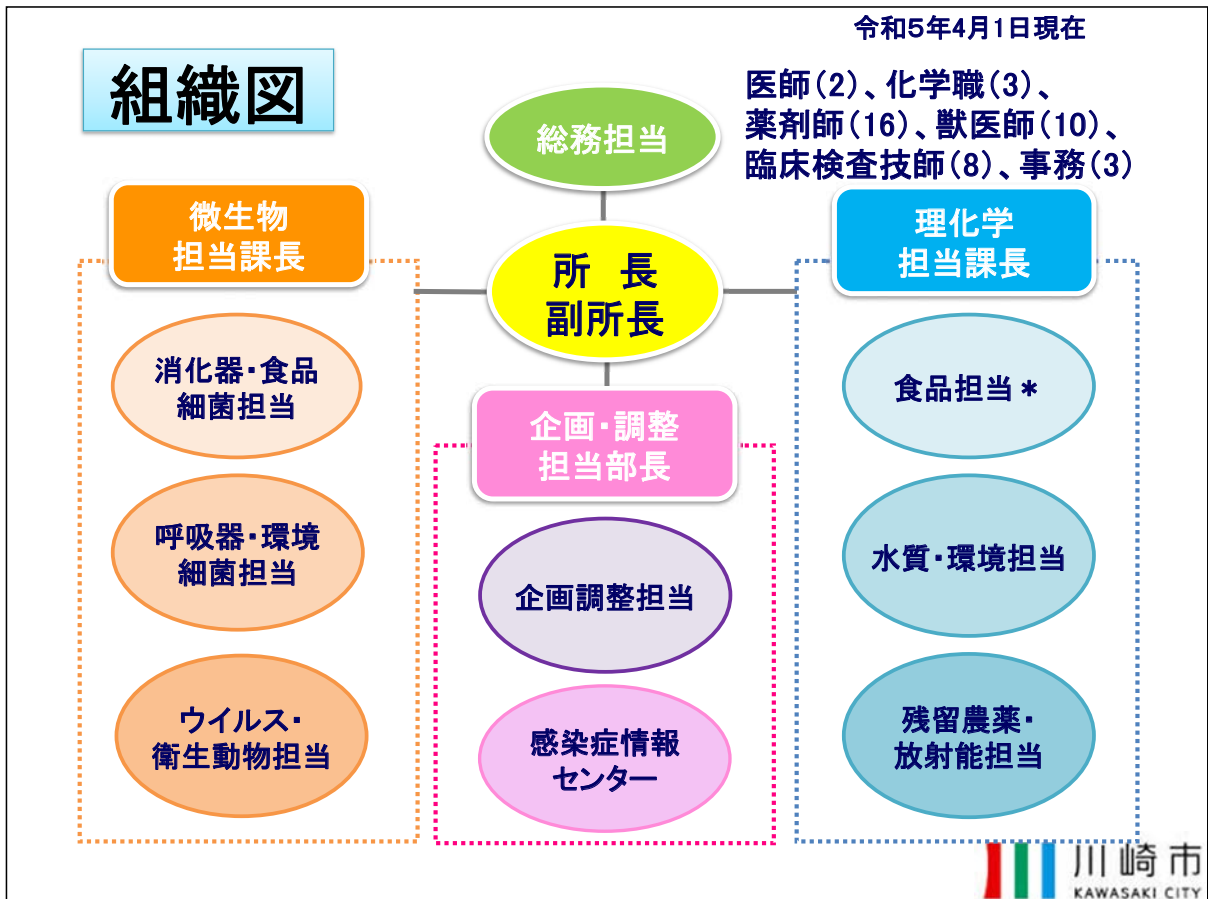 令和5年4月1日現在
組織図
医師(2)、化学職(3)、
薬剤師(16)、獣医師(10)、
臨床検査技師(8)、事務(3)
総務担当
所 長
副所長
微生物
担当課長
消化器・食品
細菌担当
呼吸器・環境
細菌担当
ウイルス・
衛生動物担当
企画・調整
担当部長
企画調整担当
感染症情報
センター
理化学
担当課長
食品担当*
水質・環境担当
残留農薬・
放射能担当
川崎市
KAWASAKI CITY